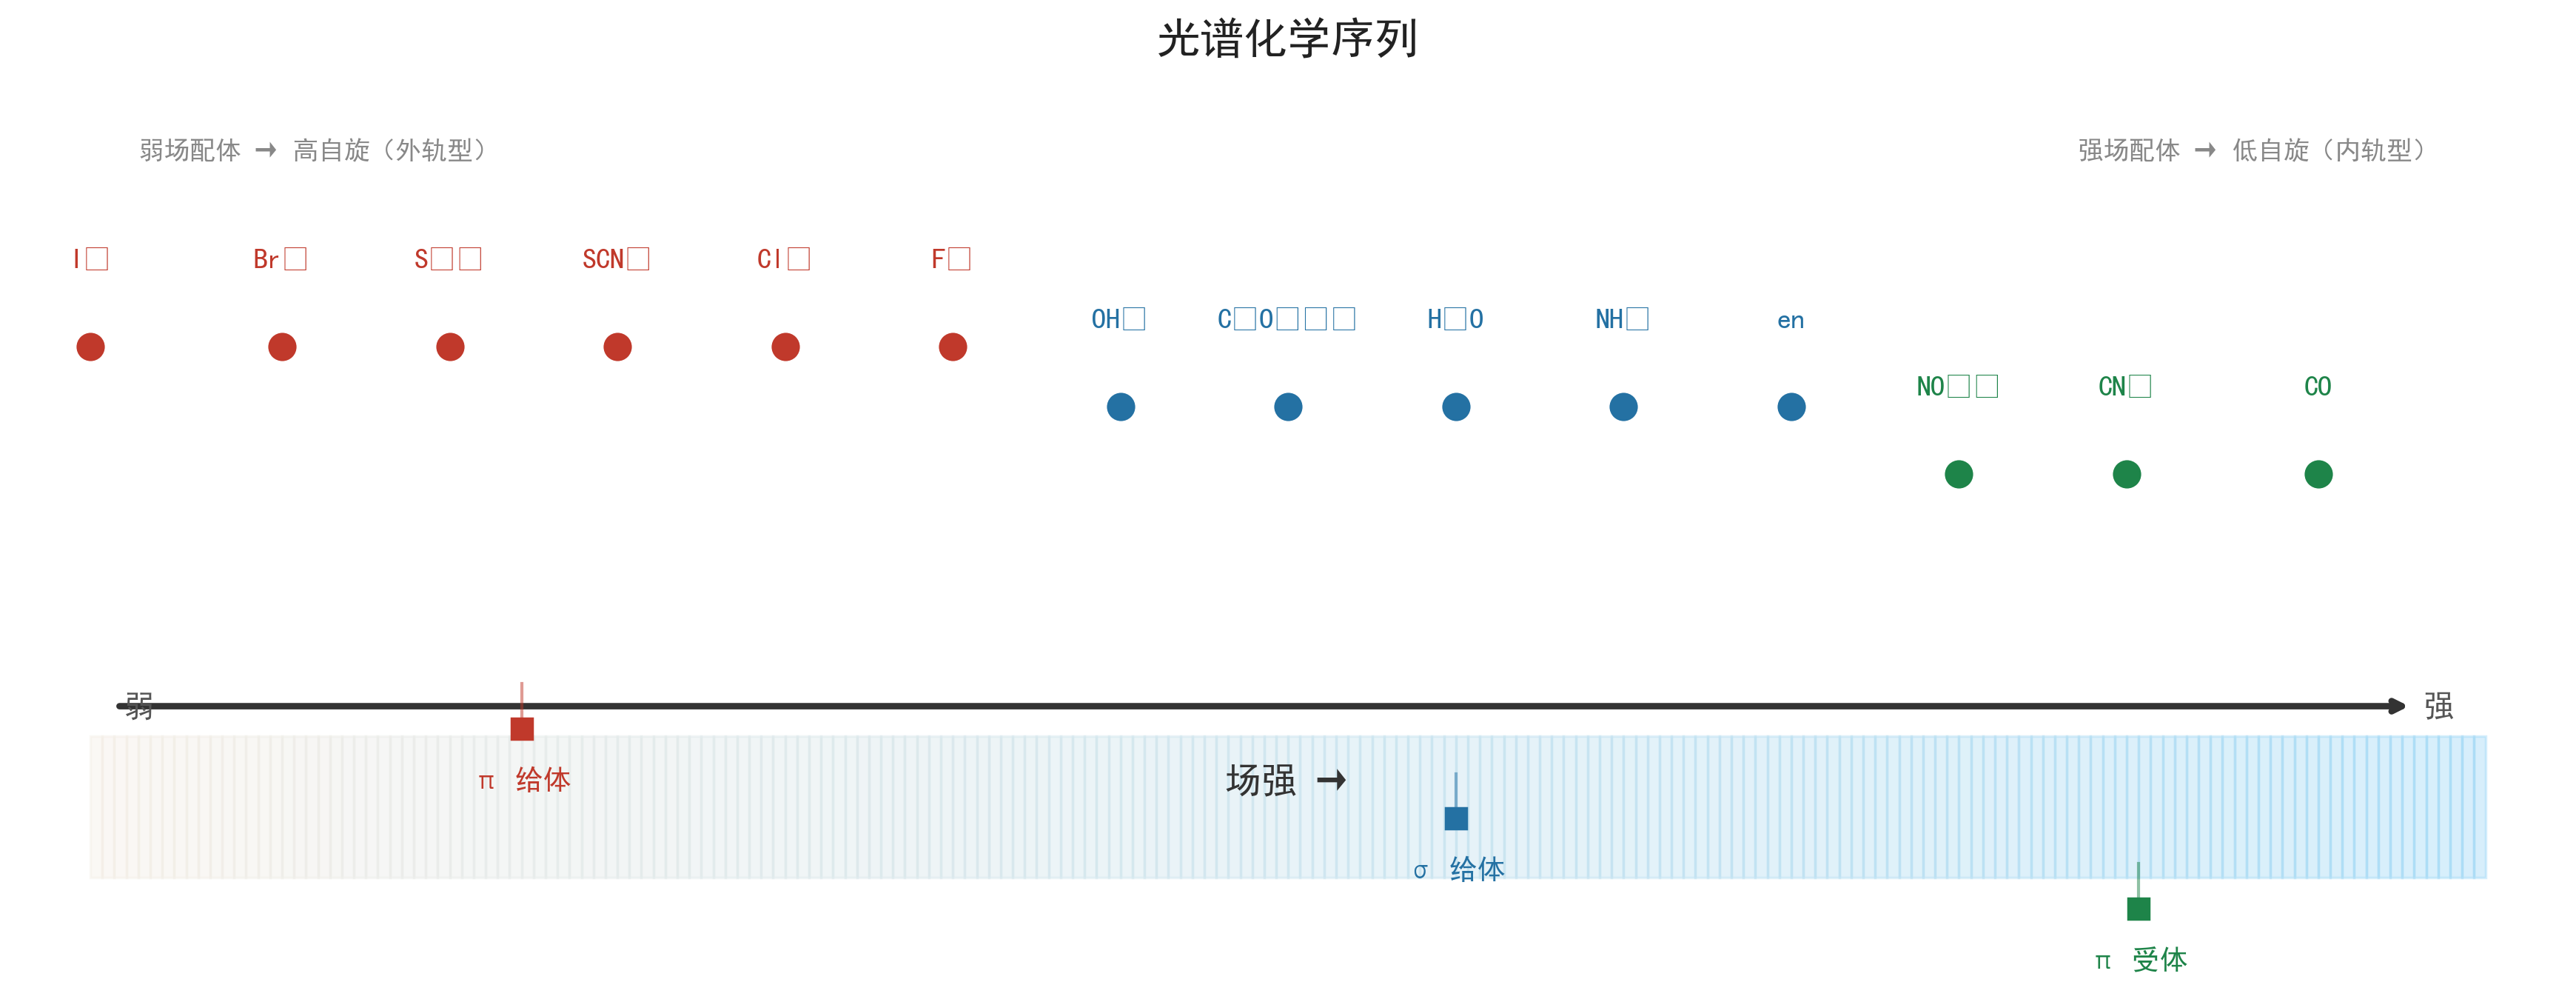 光谱化学序列
弱场配体 → 高自旋（外轨型）
强场配体 → 低自旋（内轨型）
I□ Br□ S□□ SCN□ Cl□ F□
OH□ C□O□□□ H□O NH□ en
NO□□ CN□ CO
弱
强
π 给体
场强 →
σ 给体
π 受体